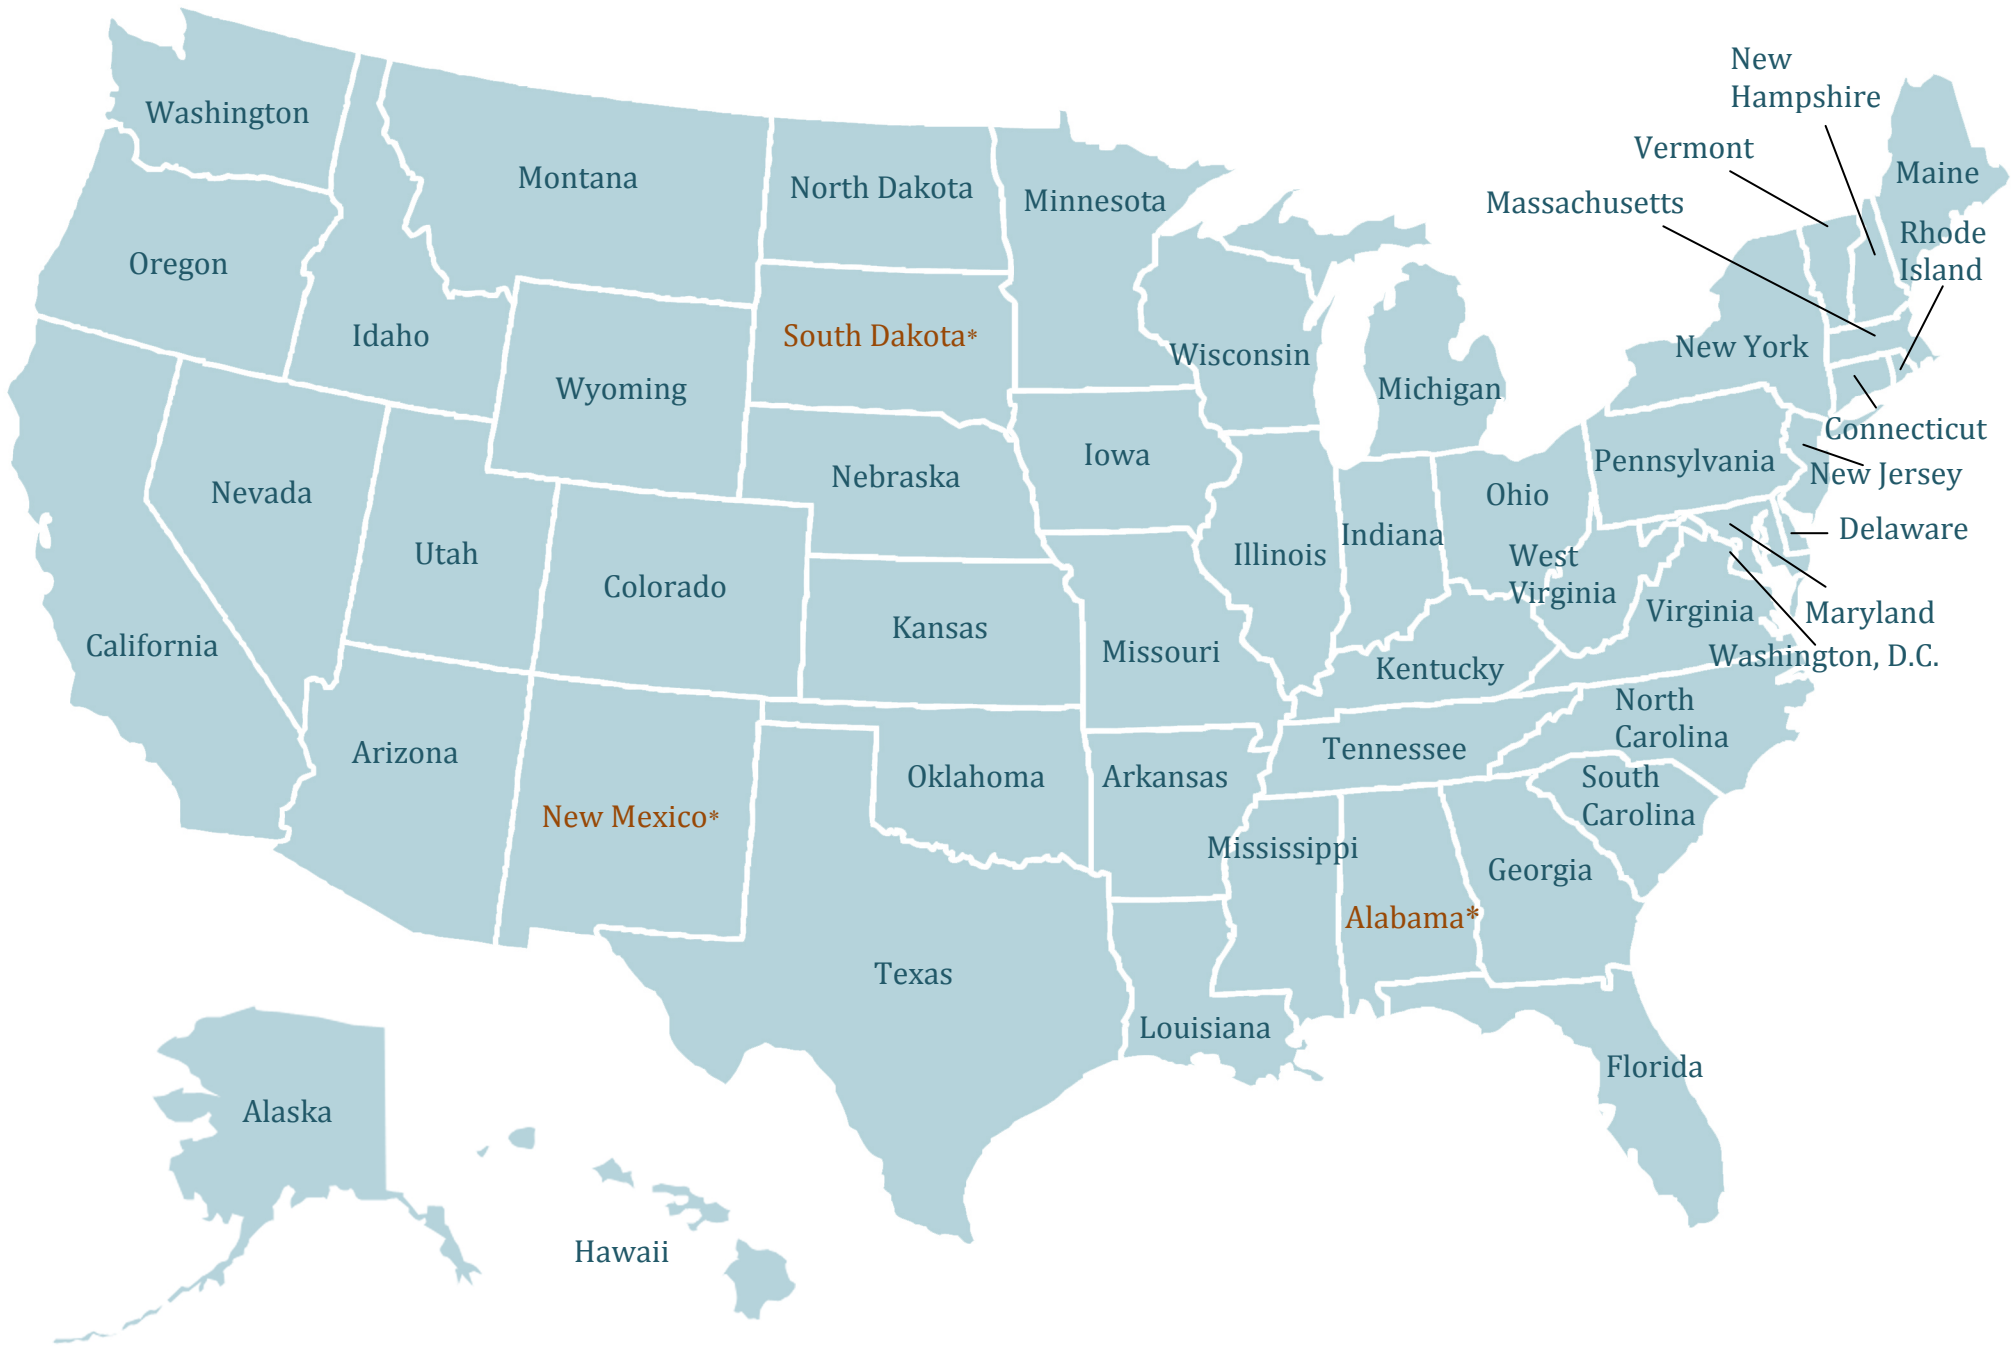 New
Hampshire
Washington
Vermont
Maine
Montana
North Dakota
Minnesota
Massachusetts
Rhode
Island
Oregon
Idaho
South Dakota*
Wisconsin
New York
Wyoming
Michigan
Connecticut
Iowa
Pennsylvania
Nebraska
New Jersey
Nevada
Ohio
Delaware
Indiana
Utah
Illinois
West
Virginia
Colorado
Virginia
Maryland
Kansas
California
Missouri
Washington, D.C.
Kentucky
North
Carolina
Arizona
Tennessee
Oklahoma
Arkansas
South
Carolina
New Mexico*
Mississippi
Georgia
Alabama*
Texas
Louisiana
Florida
Alaska
Hawaii